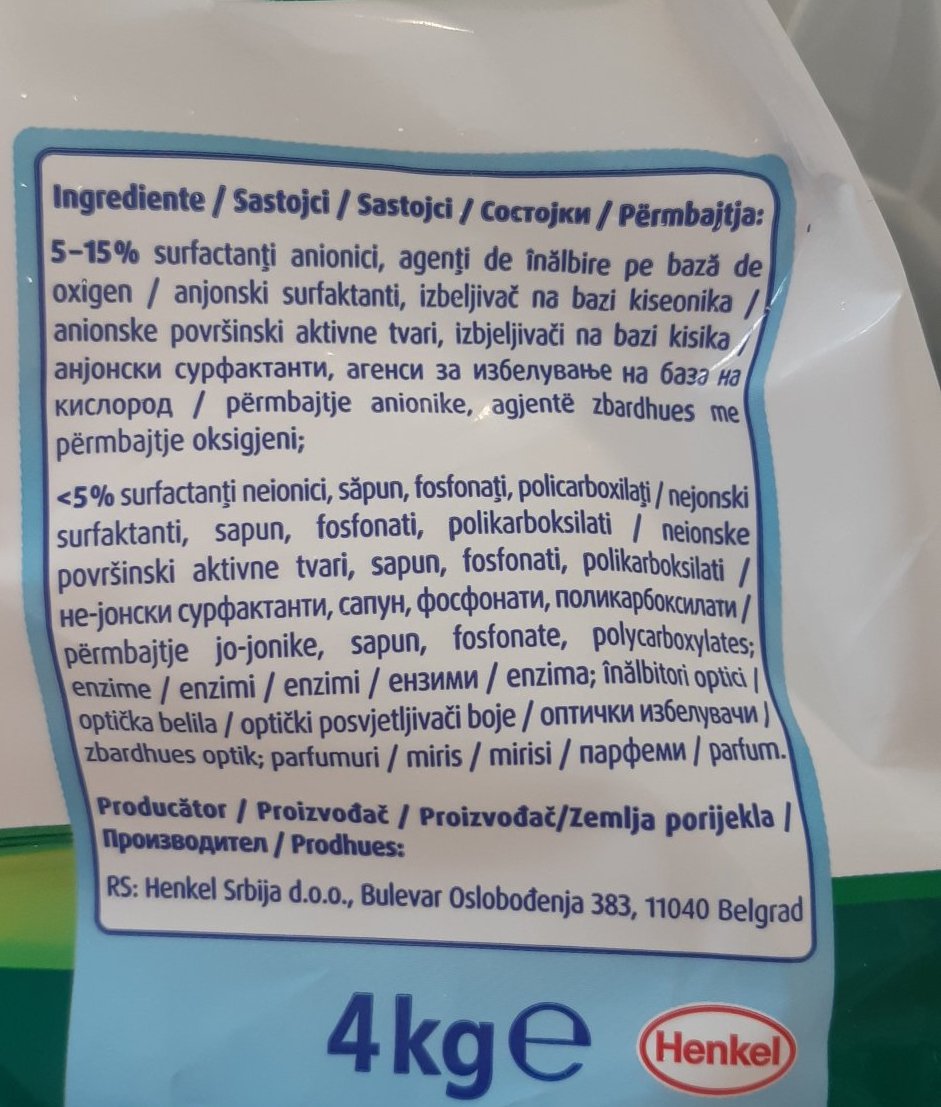 Ingrediente / Sastojci / Sastojci / Состојки / Përmbajtja:
5–15% surfactanţi anionici, agenţi de înălbire pe bază de
oxigen / anjonski surfaktanti, izbeljivač na bazi kiseonika /
anionske površinski aktivne tvari, izbjeljivači na bazi kisika /
анјонски сурфактанти, агенси за избелување на база на
кислород / përmbajtje anionike, agjentë zbardhues me
përmbajtje oksigjeni;
<5% surfactanţi neionici, săpun, fosfonaţi, policarboxilaţi / nejonski
surfaktanti, sapun, fosfonati, polikarboksilati / neionske
površinski aktivne tvari, sapun, fosfonati, polikarboksilati /
не-јонски сурфактанти, сапун, фосфонати, поликарбоксилати /
përmbajtje jo-jonike, sapun, fosfonate, polycarboxylates;
enzime / enzimi / enzimi / ензими / enzima; înălbitori optici /
optička belila / optički posvjetljivači boje / оптички избелувачи /
zbardhues optik; parfumuri / miris / mirisi / парфеми / parfum.
Producător / Proizvođač / Proizvođač/Zemlja porijekla /
Производител / Prodhues:
RS: Henkel Srbija d.o.o., Bulevar Oslobođenja 383, 11040 Belgrad
4kg℮
Henkel